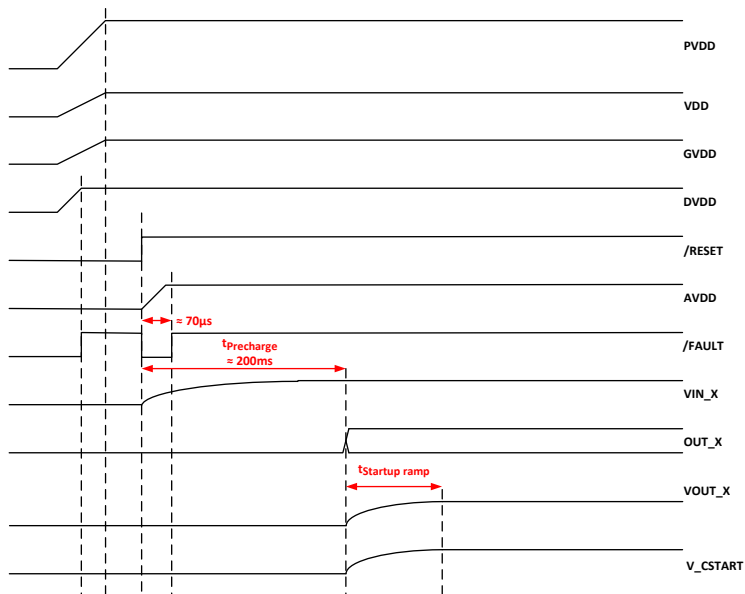 PVDD
VDD
GVDD
DVDD
/RESET
AVDD
≈ 70µs
/FAULT
tPrecharge
≈ 200ms
VIN_X
OUT_X
tStartup ramp
VOUT_X
V_CSTART